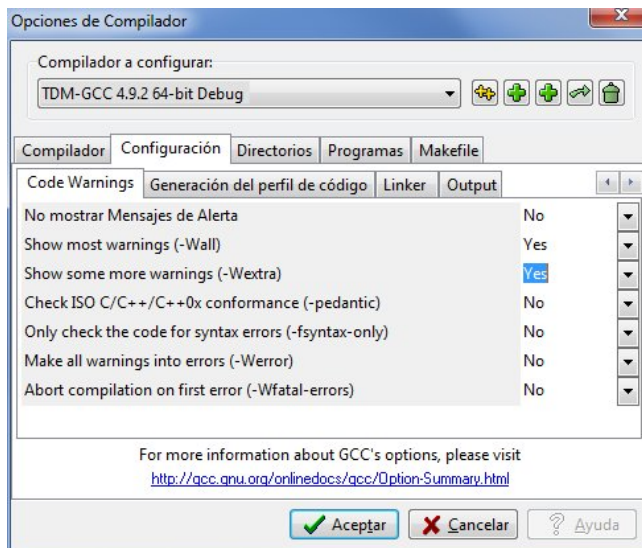 Opciones de Compilador
Compilador a configurar:
TDM-GCC 4.9.2 64-bit Debug
Compilador Configuración Directorios Programas Makefile
Code Warnings Generación del perfil de código Linker Output
No mostrar Mensajes de Alerta No
Show most warnings (-Wall) Yes
Show some more warnings (-Wextra) Yes
Check ISO C/C++/C++0x conformance (-pedantic) No
Only check the code for syntax errors (-fsyntax-only) No
Make all warnings into errors (-Werror) No
Abort compilation on first error (-Wfatal-errors) No
For more information about GCC's options, please visit
http://gcc.gnu.org/onlinedocs/gcc/Option-Summary.html
Aceptar Cancelar Ayuda